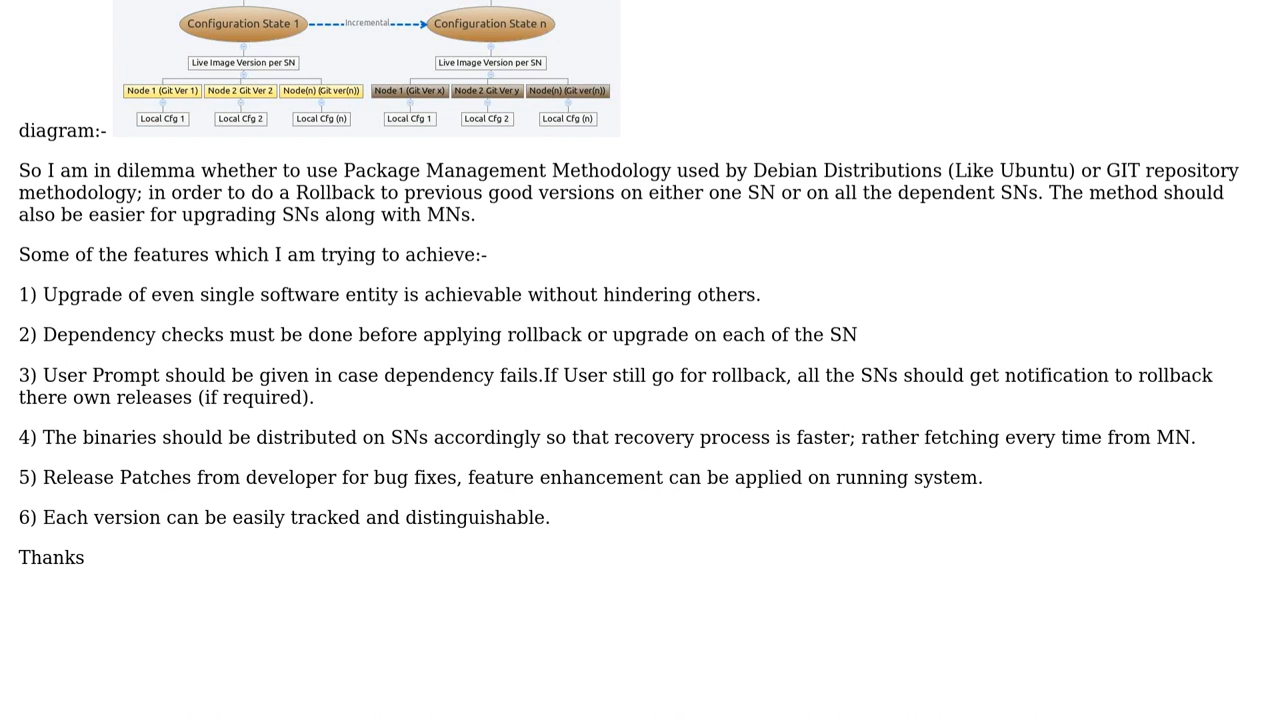 Configuration State 1 Incremental Configuration State n
Live Image Version per SN Live Image Version per SN
Node 1 (Git Ver 1) Node 2 Git Ver 2 Node(n) (Git ver(n)) Node 1 (Git Ver x) Node 2 Git Ver y Node(n) (Git ver(n))
Local Cfg 1 Local Cfg 2 Local Cfg (n) Local Cfg 1 Local Cfg 2 Local Cfg (n)
diagram:-
So I am in dilemma whether to use Package Management Methodology used by Debian Distributions (Like Ubuntu) or GIT repository
methodology; in order to do a Rollback to previous good versions on either one SN or on all the dependent SNs. The method should
also be easier for upgrading SNs along with MNs.
Some of the features which I am trying to achieve:-
1) Upgrade of even single software entity is achievable without hindering others.
2) Dependency checks must be done before applying rollback or upgrade on each of the SN
3) User Prompt should be given in case dependency fails.If User still go for rollback, all the SNs should get notification to rollback
there own releases (if required).
4) The binaries should be distributed on SNs accordingly so that recovery process is faster; rather fetching every time from MN.
5) Release Patches from developer for bug fixes, feature enhancement can be applied on running system.
6) Each version can be easily tracked and distinguishable.
Thanks